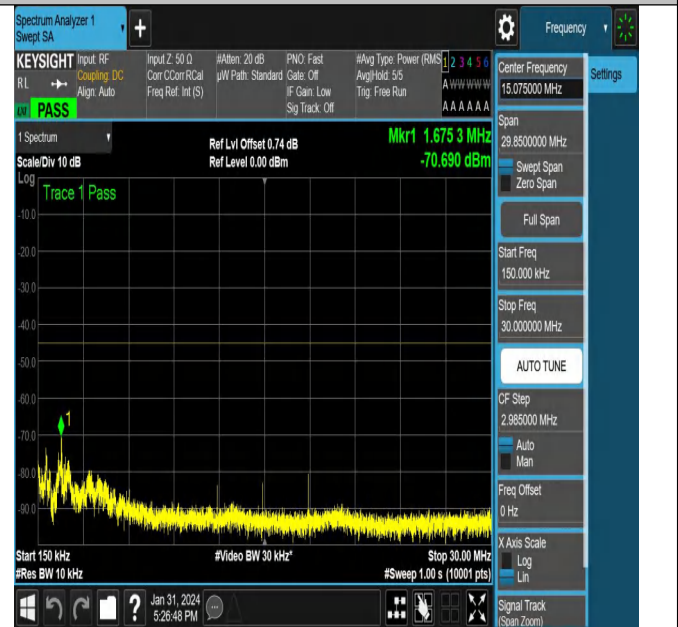 Spectrum Analyzer 1
Swept SA
+
Frequency
KEYSIGHT
RL
LXI PASS
Input: RF
Coupling: DC
Align: Auto
Input Z: 50 Ω
Corr CCorr RCal
Freq Ref: Int (S)
#Atten: 20 dB
µW Path: Standard
PNO: Fast
Gate: Off
IF Gain: Low
Sig Track: Off
#Avg Type: Power (RMS
Avg|Hold: 5/5
Trig: Free Run
1 2 3 4 5 6
A W W W W W
A A A A A A
1 Spectrum
Scale/Div 10 dB
Ref Lvl Offset 0.74 dB
Ref Level 0.00 dBm
Mkr1 1.675 3 MHz
-70.690 dBm
Log
Trace 1 Pass
-10.0
-20.0
-30.0
-40.0
-50.0
-60.0
-70.0
-80.0
-90.0
1
Start 150 kHz
#Res BW 10 kHz
#Video BW 30 kHz*
Stop 30.00 MHz
#Sweep 1.00 s (10001 pts)
?
Jan 31, 2024
5:26:48 PM
Center Frequency
15.075000 MHz
Settings
Span
29.8500000 MHz
Swept Span
Zero Span
Full Span
Start Freq
150.000 kHz
Stop Freq
30.000000 MHz
AUTO TUNE
CF Step
2.985000 MHz
Auto
Man
Freq Offset
0 Hz
X Axis Scale
Log
Lin
Signal Track
(Span Zoom)